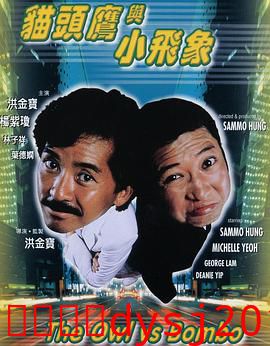 貓頭鷹與
小飛象
主演
洪金寶
楊紫瓊
林子祥
葉德嫻
導演·監製
洪金寶
directed & produced by
SAMMO HUNG
starring
SAMMO HUNG
MICHELLE YEOH
GEORGE LAM
DEANIE YIP
The Owl vs Bombo
dysj20